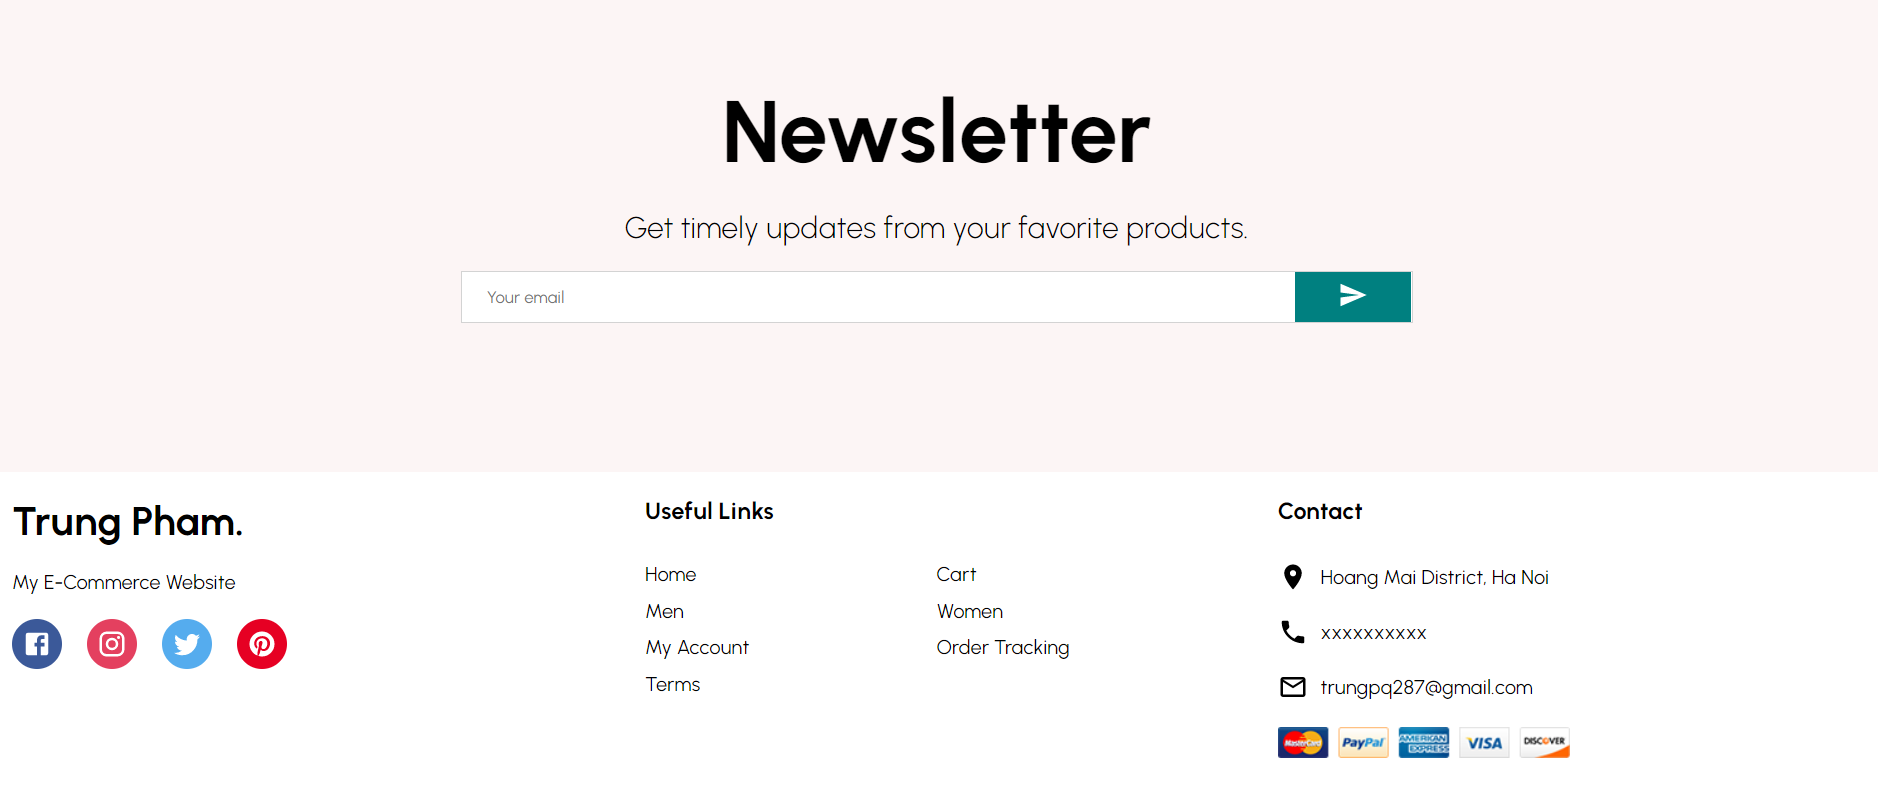 Newsletter
Get timely updates from your favorite products.
Your email
Trung Pham.
My E-Commerce Website
Useful Links
Home
Cart
Men
Women
My Account
Order Tracking
Terms
Contact
Hoang Mai District, Ha Noi
xxxxxxxxxx
trungpq287@gmail.com
MasterCard PayPal AMERICAN EXPRESS VISA DISCOVER